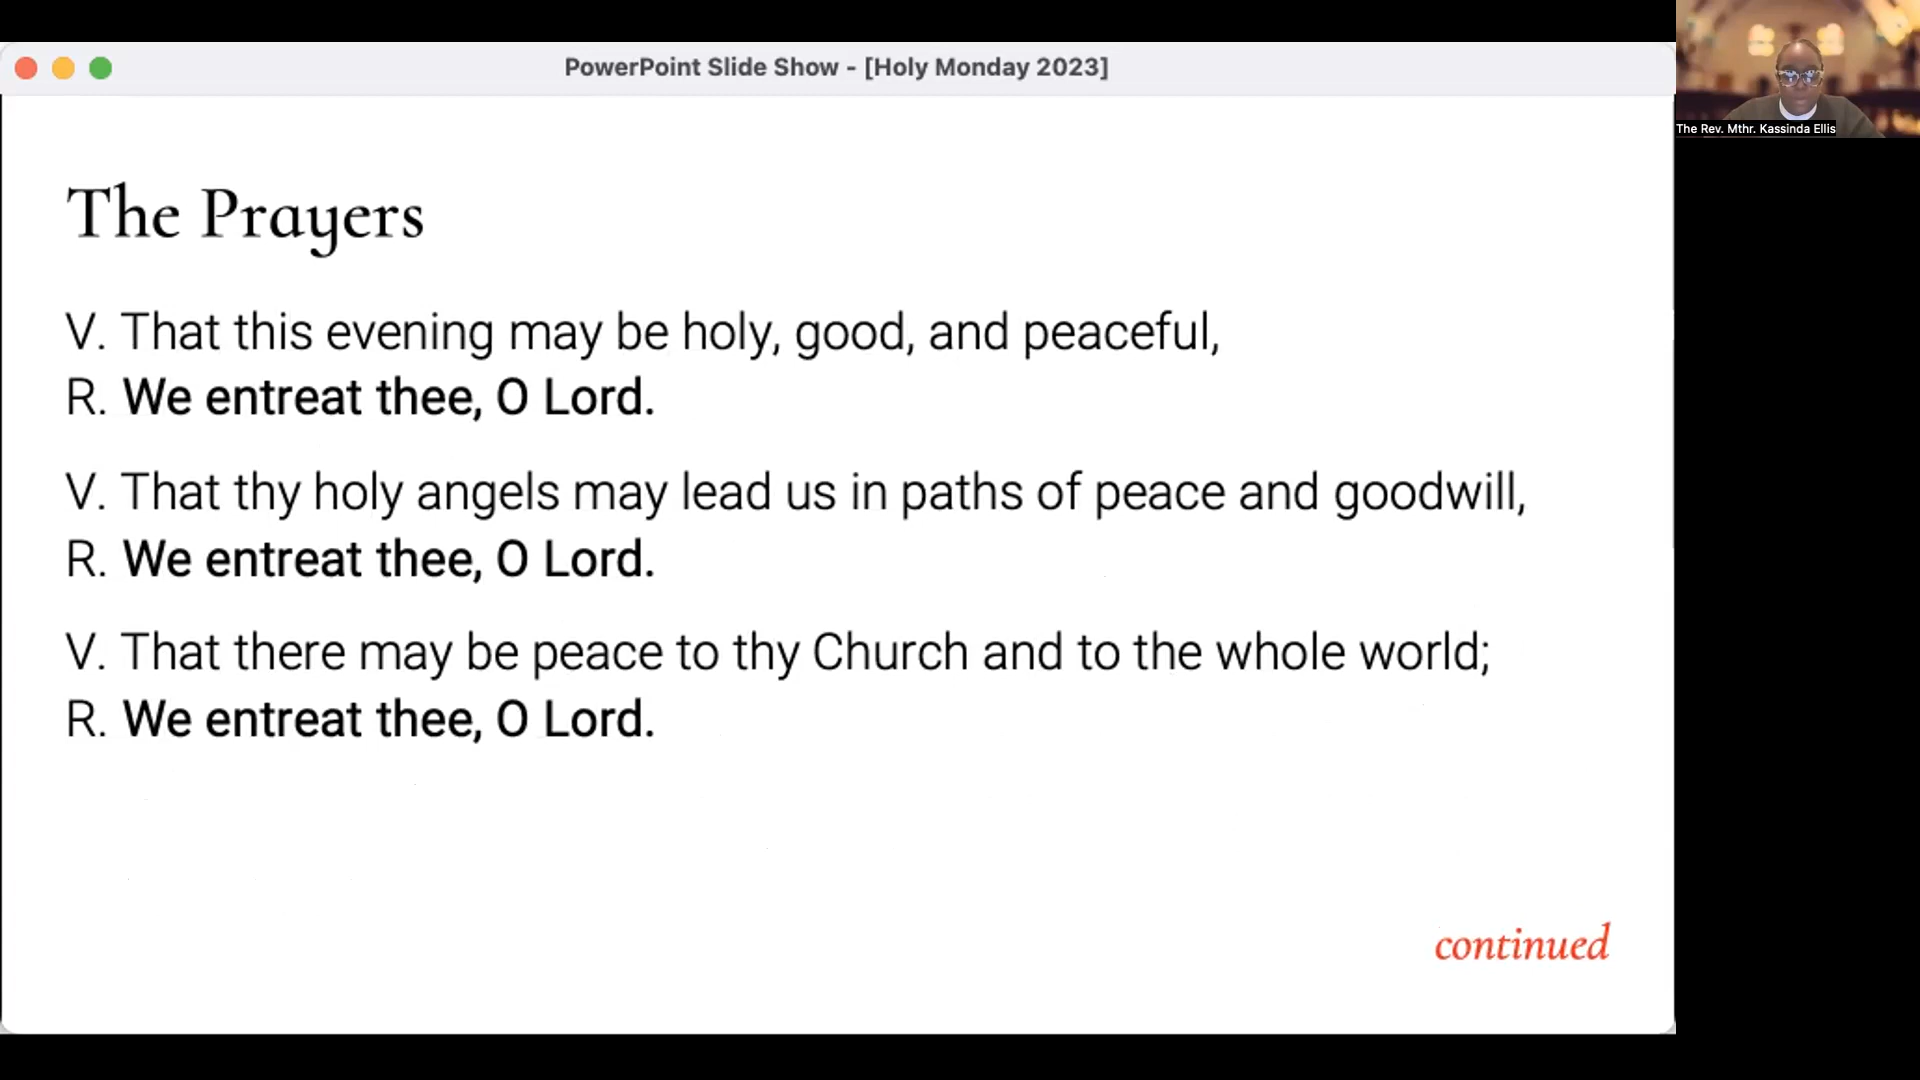 PowerPoint Slide Show - [Holy Monday 2023]
The Rev. Mthr. Kassinda Ellis
The Prayers
V. That this evening may be holy, good, and peaceful,
R. We entreat thee, O Lord.
V. That thy holy angels may lead us in paths of peace and goodwill,
R. We entreat thee, O Lord.
V. That there may be peace to thy Church and to the whole world;
R. We entreat thee, O Lord.
continued